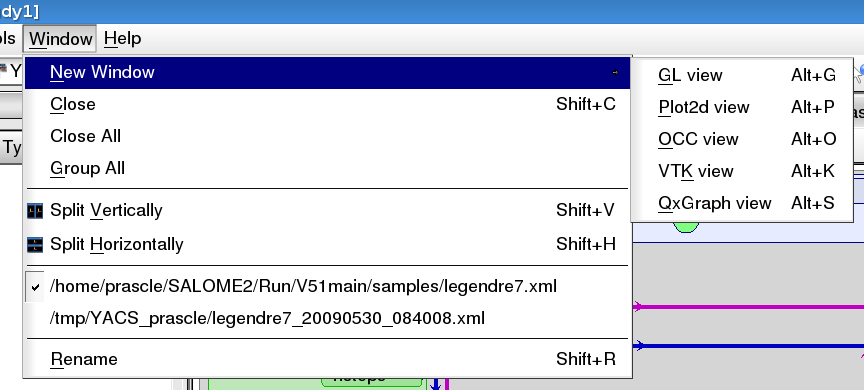 dy1]
ols Window Help
New Window
Close Shift+C
Close All
Group All
Split Vertically Shift+V
Split Horizontally Shift+H
/home/prascle/SALOME2/Run/V51main/samples/legendre7.xml
/tmp/YACS_prascle/legendre7_20090530_084008.xml
Rename Shift+R
GL view Alt+G
Plot2d view Alt+P
OCC view Alt+O
VTK view Alt+K
QxGraph view Alt+S
Y
Ty
as